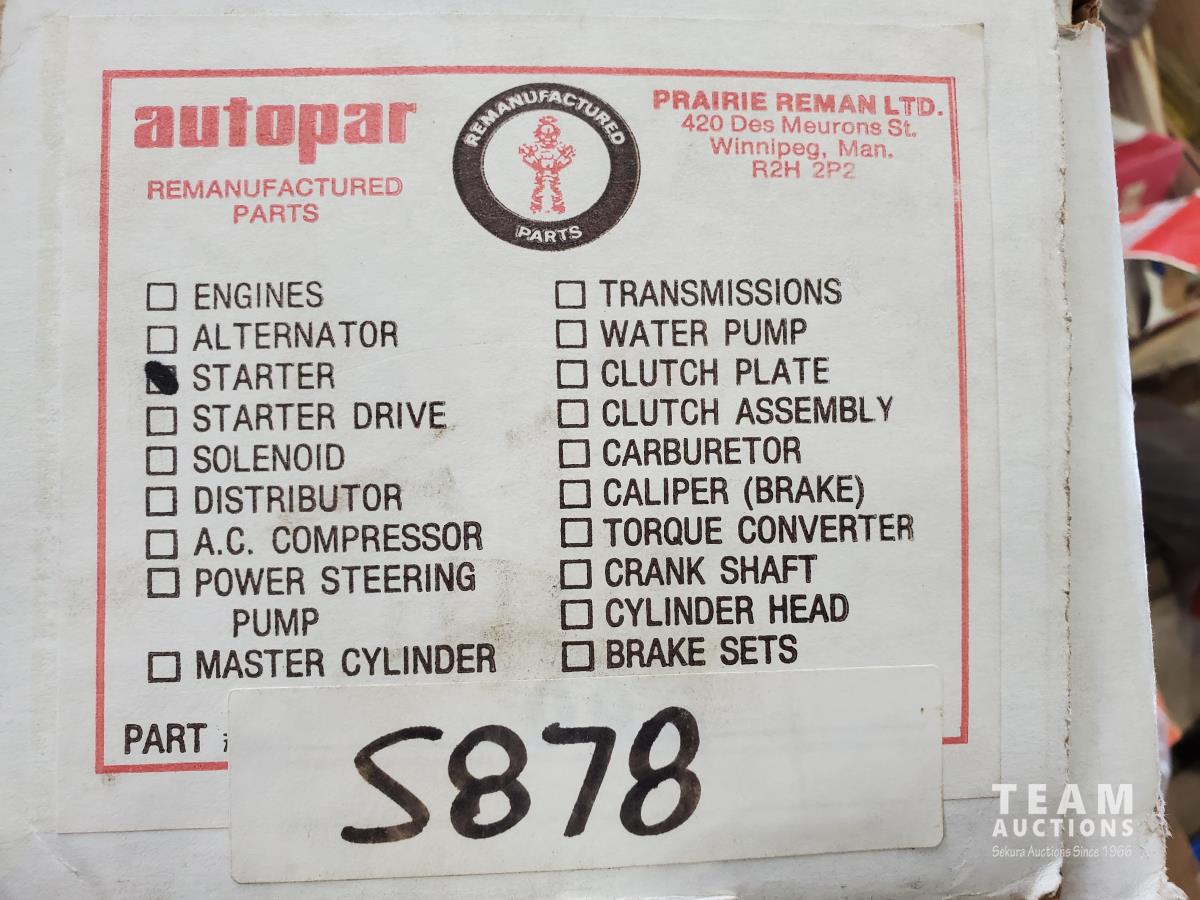 autopar
REMANUFACTURED
PARTS
REMANUFACTURED
PARTS
PRAIRIE REMAN LTD.
420 Des Meurons St.
Winnipeg, Man.
R2H 2P2
ENGINES
ALTERNATOR
STARTER
STARTER DRIVE
SOLENOID
DISTRIBUTOR
A.C. COMPRESSOR
POWER STEERING
PUMP
MASTER CYLINDER
TRANSMISSIONS
WATER PUMP
CLUTCH PLATE
CLUTCH ASSEMBLY
CARBURETOR
CALIPER (BRAKE)
TORQUE CONVERTER
CRANK SHAFT
CYLINDER HEAD
BRAKE SETS
PART
S878
TEAM
AUCTIONS
Sekura Auctions Since 1966